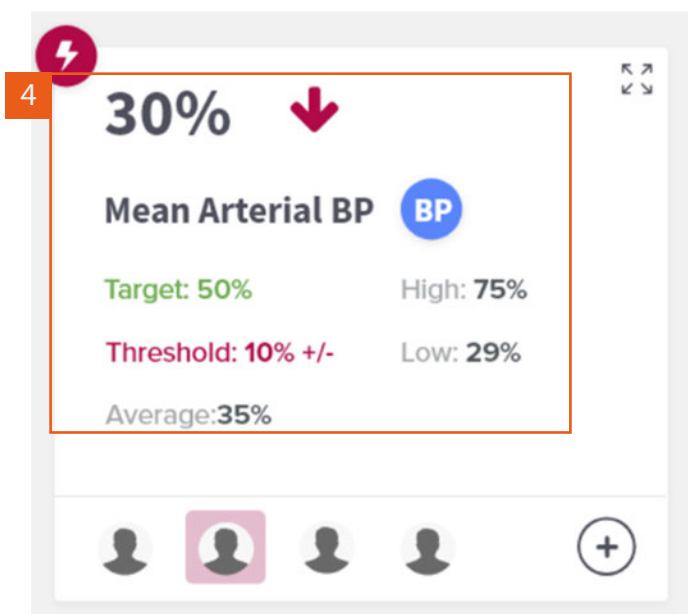 4
30%
Mean Arterial BP BP
Target: 50% High: 75%
Threshold: 10% +/- Low: 29%
Average:35%